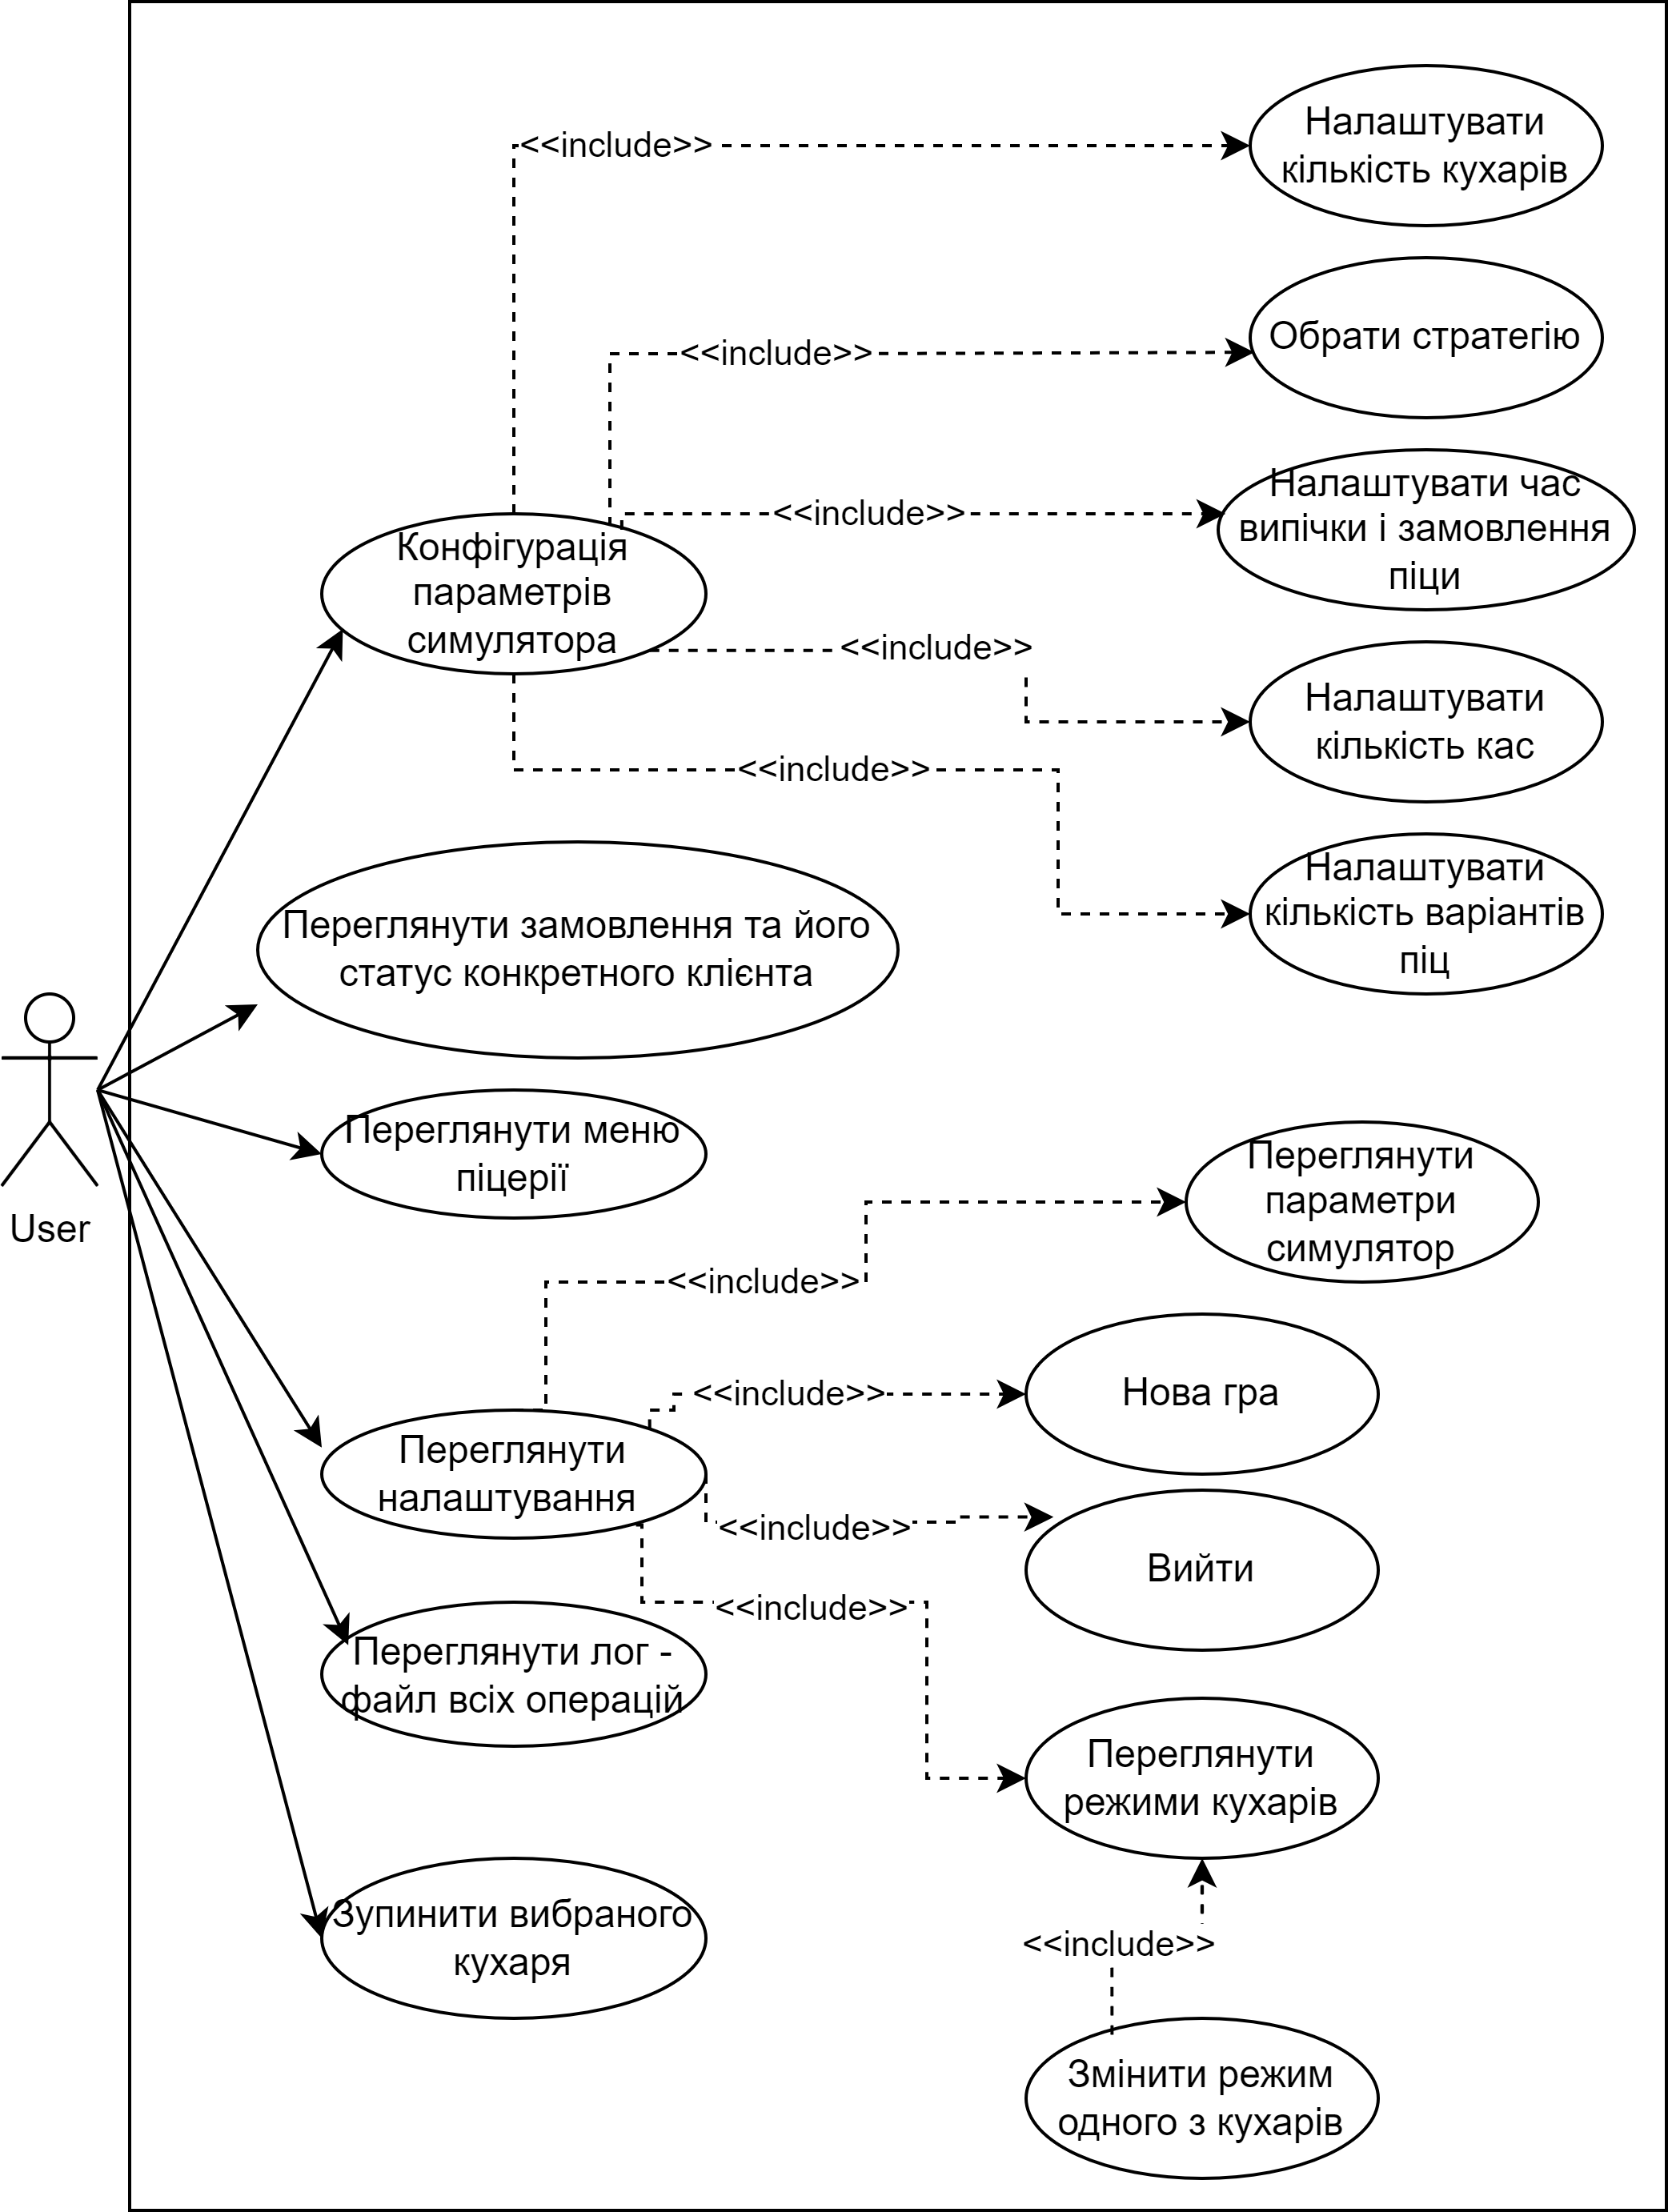 <<include>>
Налаштувати
кількість кухарів
<<include>>
Обрати стратегію
<<include>>
Налаштувати час
випічки і замовлення
піци
Конфігурація
параметрів
симулятора
<<include>>
Налаштувати
кількість кас
<<include>>
Налаштувати
кількість варіантів
піц
Переглянути замовлення та його
статус конкретного клієнта
User
Переглянути меню
піцерії
<<include>>
Переглянути
параметри
симулятор
<<include>>
Нова гра
Переглянути
налаштування
<<include>>
Вийти
<<include>>
Переглянути лог -
файл всіх операцій
Переглянути
режими кухарів
Зупинити вибраного
кухаря
<<include>>
Змінити режим
одного з кухарів